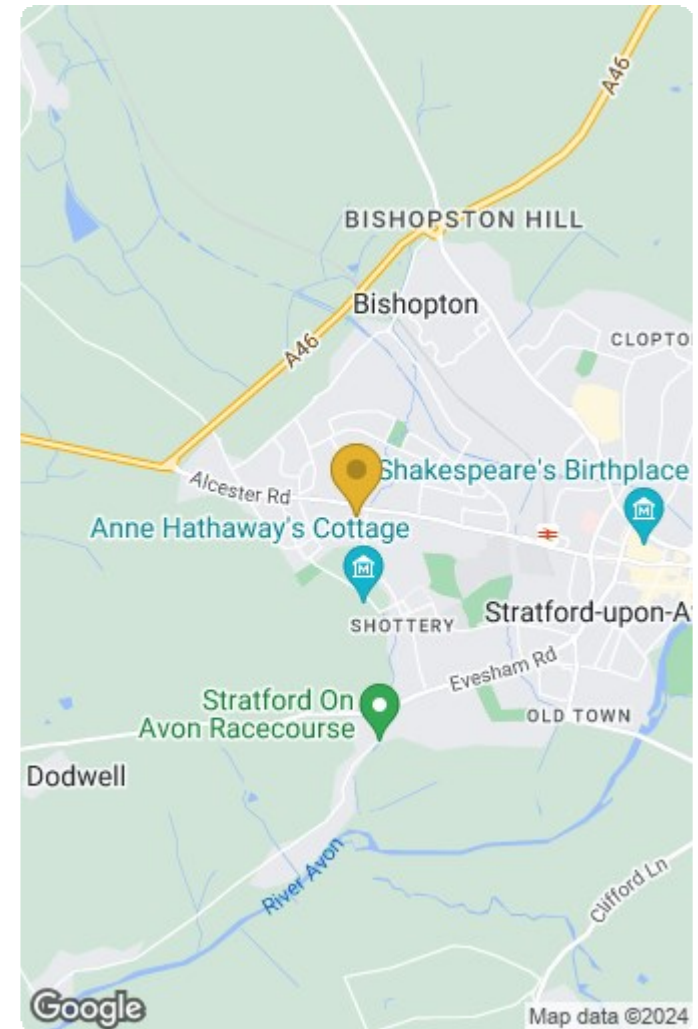 A46
BISHOPSTON HILL
Bishopton
A46
CLOPTO
Alcester Rd
Shakespeare's Birthplace
Anne Hathaway's Cottage
SHOTTERY
Stratford-upon-A
Evesham Rd
Stratford On
Avon Racecourse
OLD TOWN
Dodwell
River Avon
Clifford Ln
Google
Map data ©2024